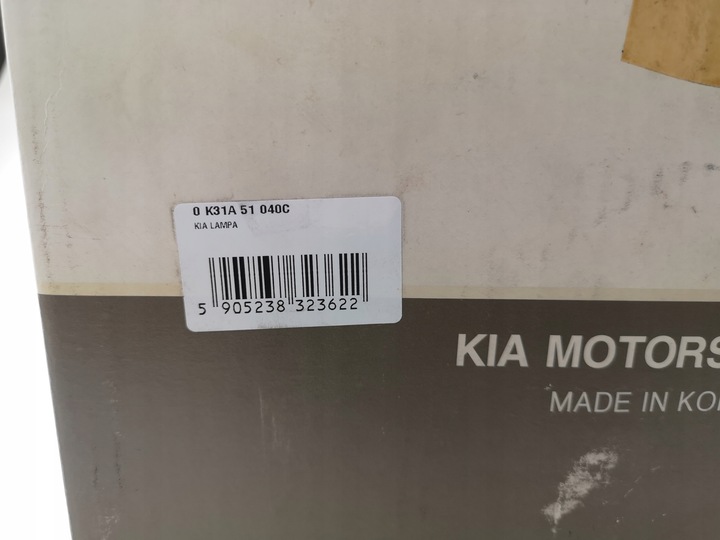 0 K31A 51 040C
KIA LAMPA
5 905238 323622
KIA MOTORS
MADE IN KO